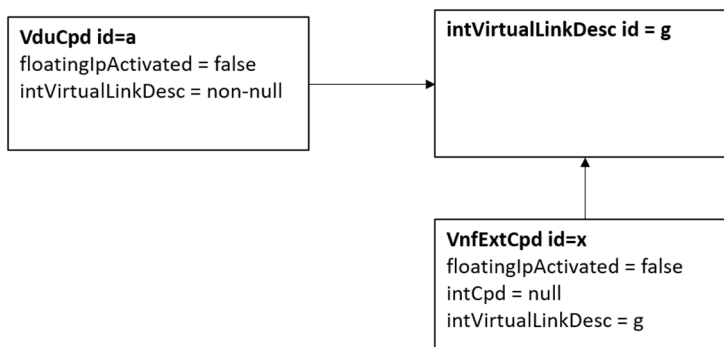 VduCpd id=a
floatingIpActivated = false
intVirtualLinkDesc = non-null
intVirtualLinkDesc id = g
VnfExtCpd id=x
floatingIpActivated = false
intCpd = null
intVirtualLinkDesc = g